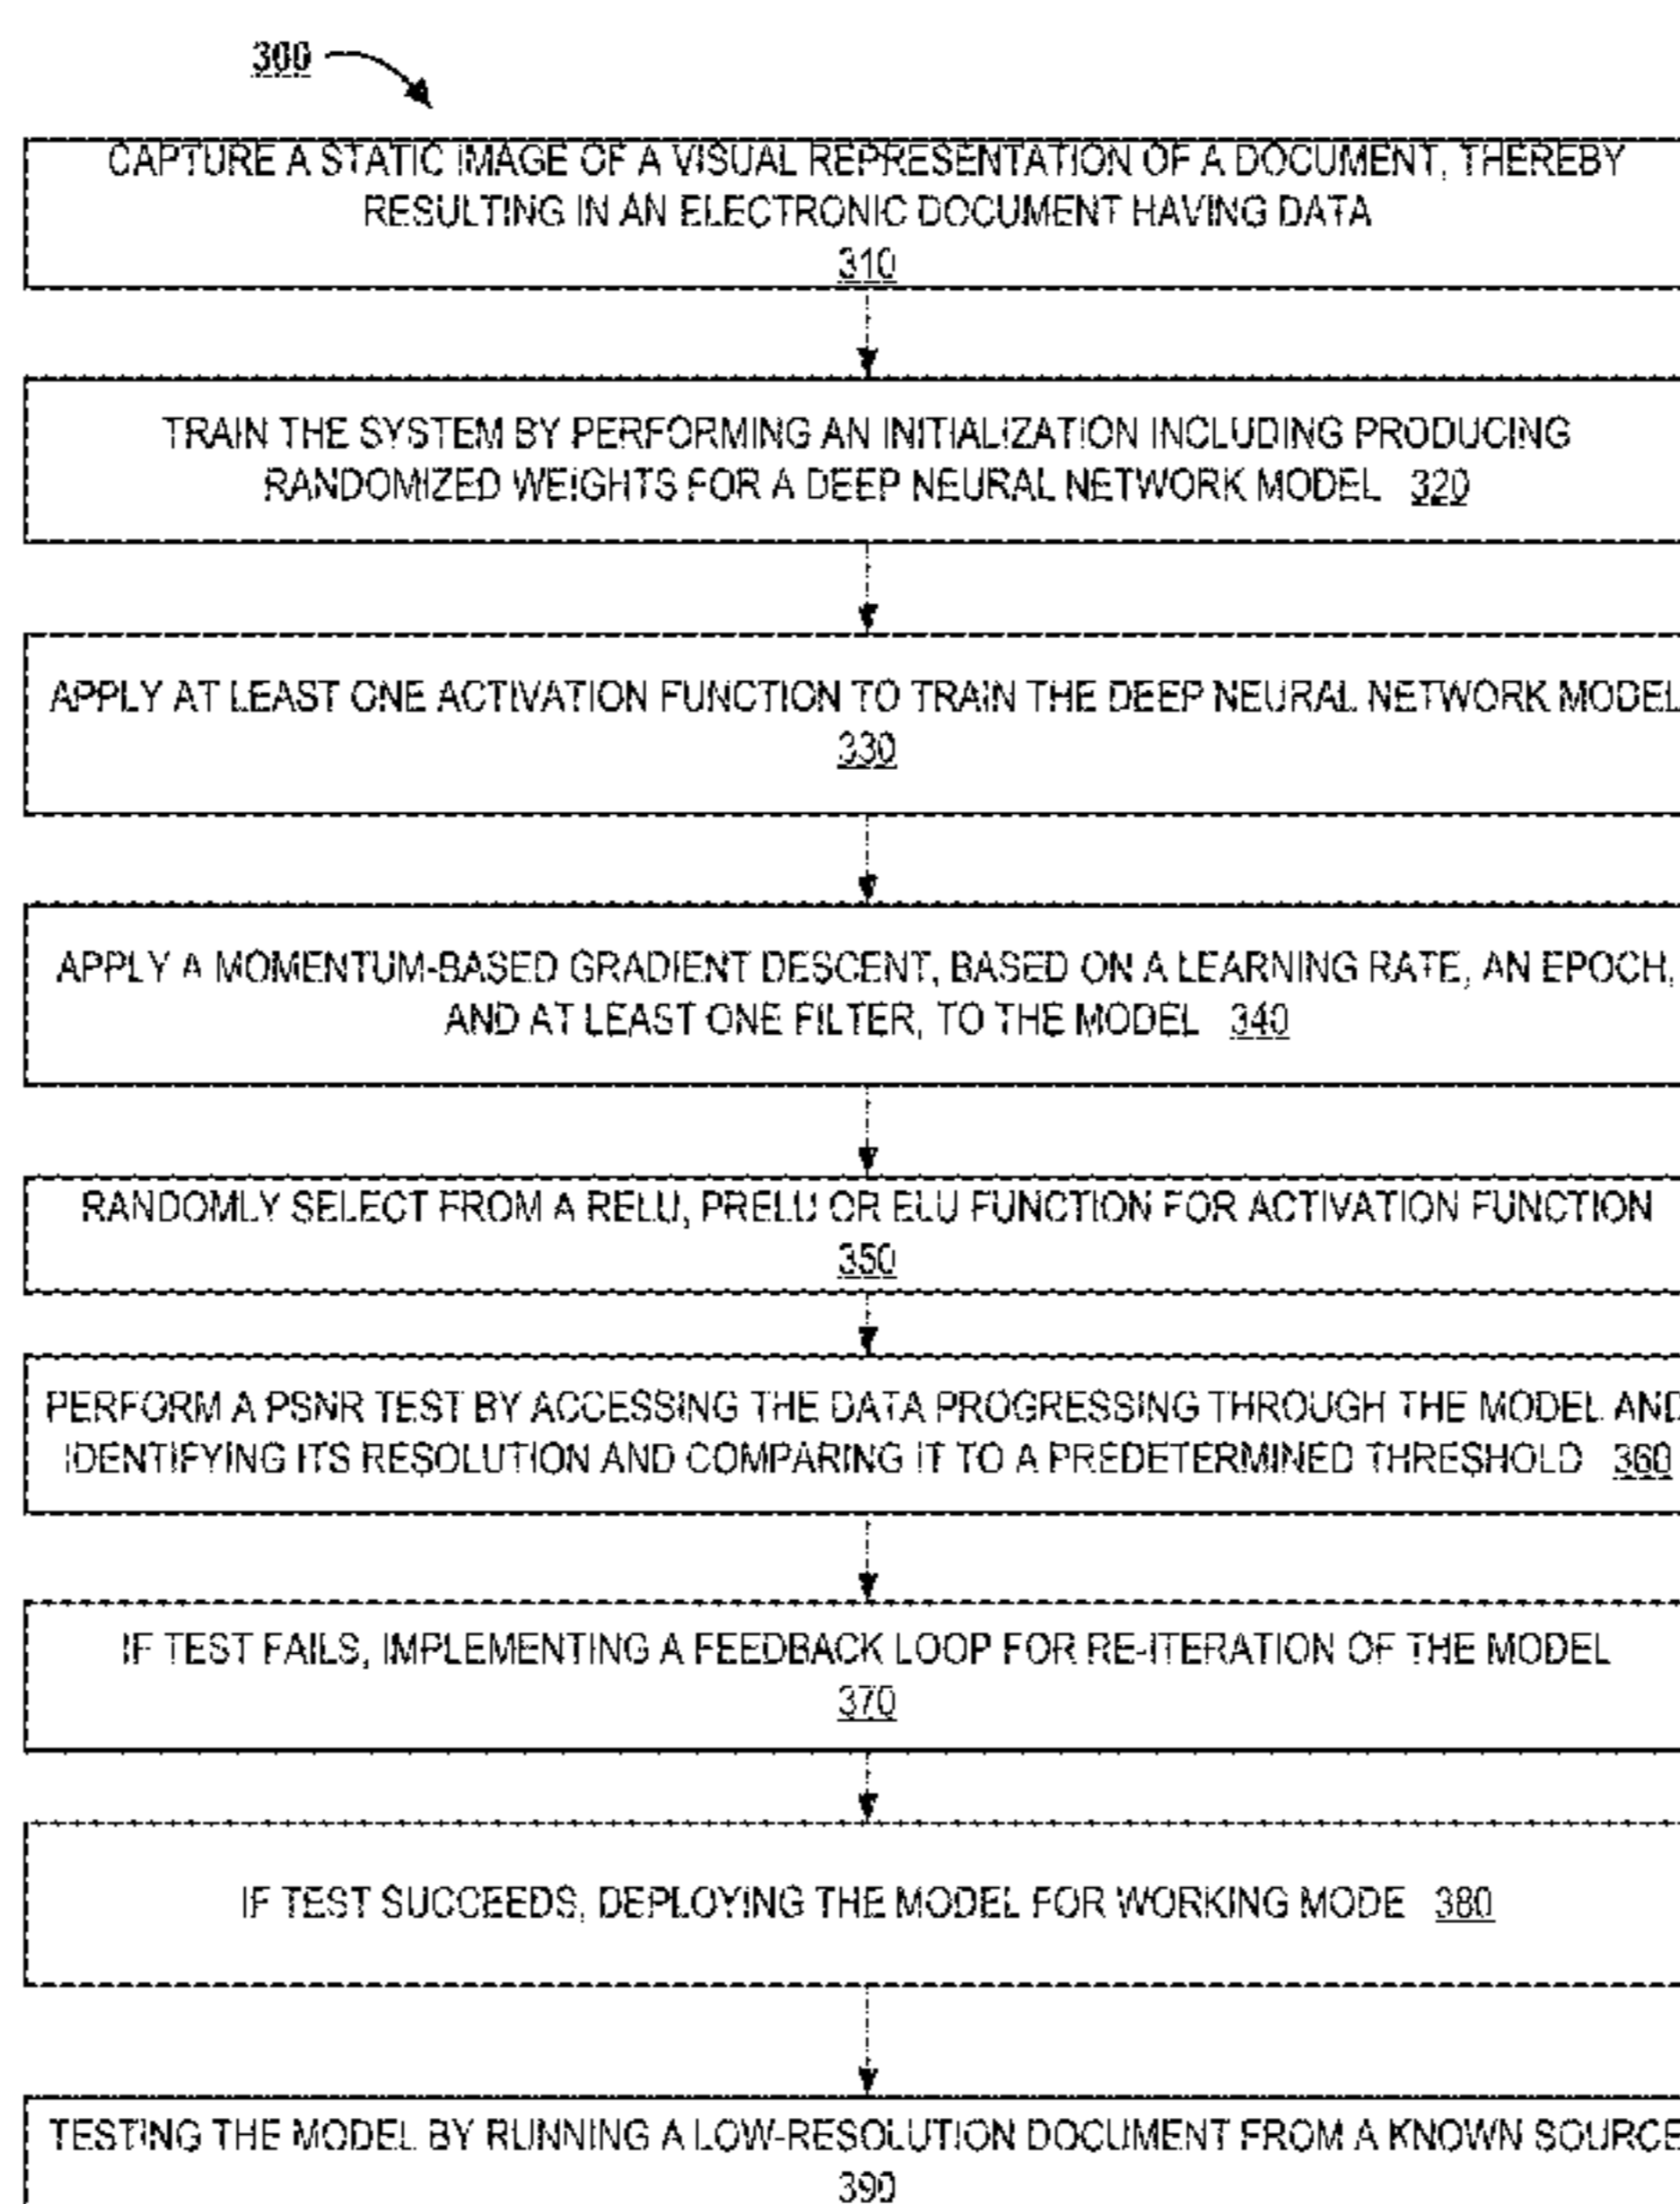 300
CAPTURE A STATIC IMAGE OF A VISUAL REPRESENTATION OF A DOCUMENT, THEREBY
RESULTING IN AN ELECTRONIC DOCUMENT HAVING DATA
310
TRAIN THE SYSTEM BY PERFORMING AN INITIALIZATION INCLUDING PRODUCING
RANDOMIZED WEIGHTS FOR A DEEP NEURAL NETWORK MODEL 320
APPLY AT LEAST ONE ACTIVATION FUNCTION TO TRAIN THE DEEP NEURAL NETWORK MODEL
330
APPLY A MOMENTUM-BASED GRADIENT DESCENT, BASED ON A LEARNING RATE, AN EPOCH,
AND AT LEAST ONE FILTER, TO THE MODEL 340
RANDOMLY SELECT FROM A RELU, PRELU OR ELU FUNCTION FOR ACTIVATION FUNCTION
350
PERFORM A PSNR TEST BY ACCESSING THE DATA PROGRESSING THROUGH THE MODEL AND
IDENTIFYING ITS RESOLUTION AND COMPARING IT TO A PREDETERMINED THRESHOLD 360
IF TEST FAILS, IMPLEMENTING A FEEDBACK LOOP FOR RE-ITERATION OF THE MODEL
370
IF TEST SUCCEEDS, DEPLOYING THE MODEL FOR WORKING MODE 380
TESTING THE MODEL BY RUNNING A LOW-RESOLUTION DOCUMENT FROM A KNOWN SOURCE
390